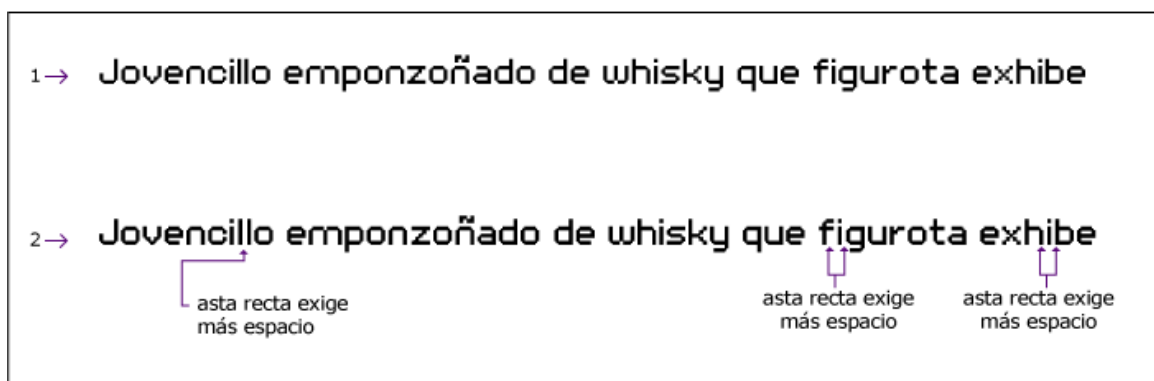 1→ Jovencillo emponzoñado de whisky que figurota exhibe
2→ Jovencillo emponzoñado de whisky que figurota exhibe
asta recta exige
más espacio
asta recta exige
más espacio
asta recta exige
más espacio